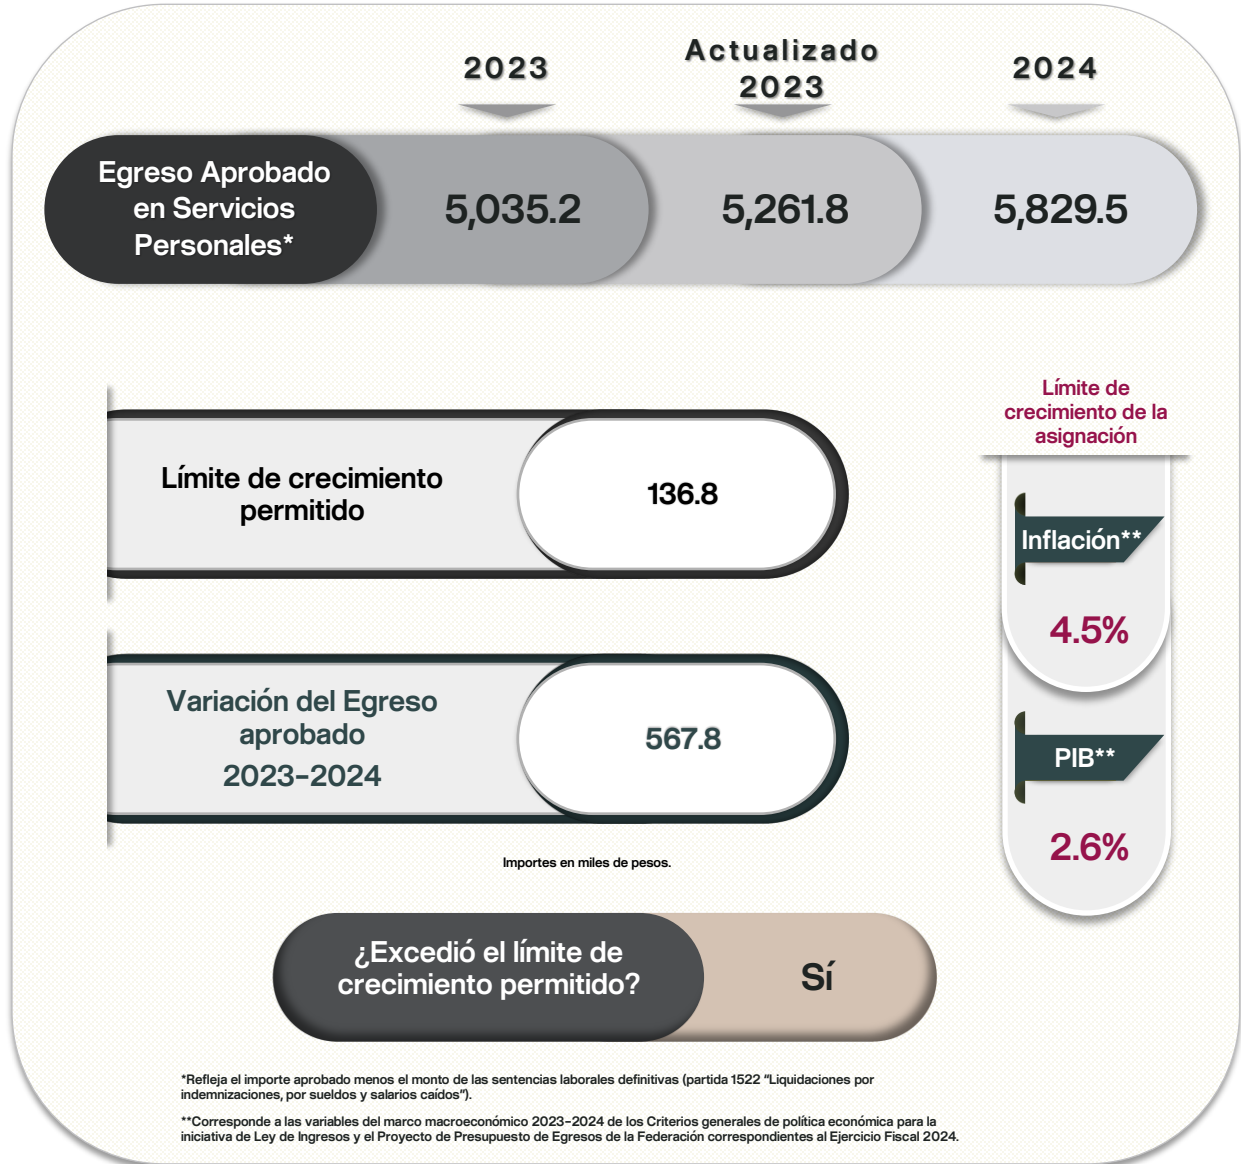 2023
Actualizado
2023
2024
Egreso Aprobado
en Servicios
Personales*
5,035.2
5,261.8
5,829.5
Límite de crecimiento
permitido
136.8
Variación del Egreso
aprobado
2023-2024
567.8
Importes en miles de pesos.
Límite de
crecimiento de la
asignación
Inflación**
4.5%
PIB**
2.6%
¿Excedió el límite de
crecimiento permitido?
Sí
*Refleja el importe aprobado menos el monto de las sentencias laborales definitivas (partida 1522 "Liquidaciones por
indemnizaciones, por sueldos y salarios caídos").
**Corresponde a las variables del marco macroeconómico 2023-2024 de los Criterios generales de política económica para la
iniciativa de Ley de Ingresos y el Proyecto de Presupuesto de Egresos de la Federación correspondientes al Ejercicio Fiscal 2024.